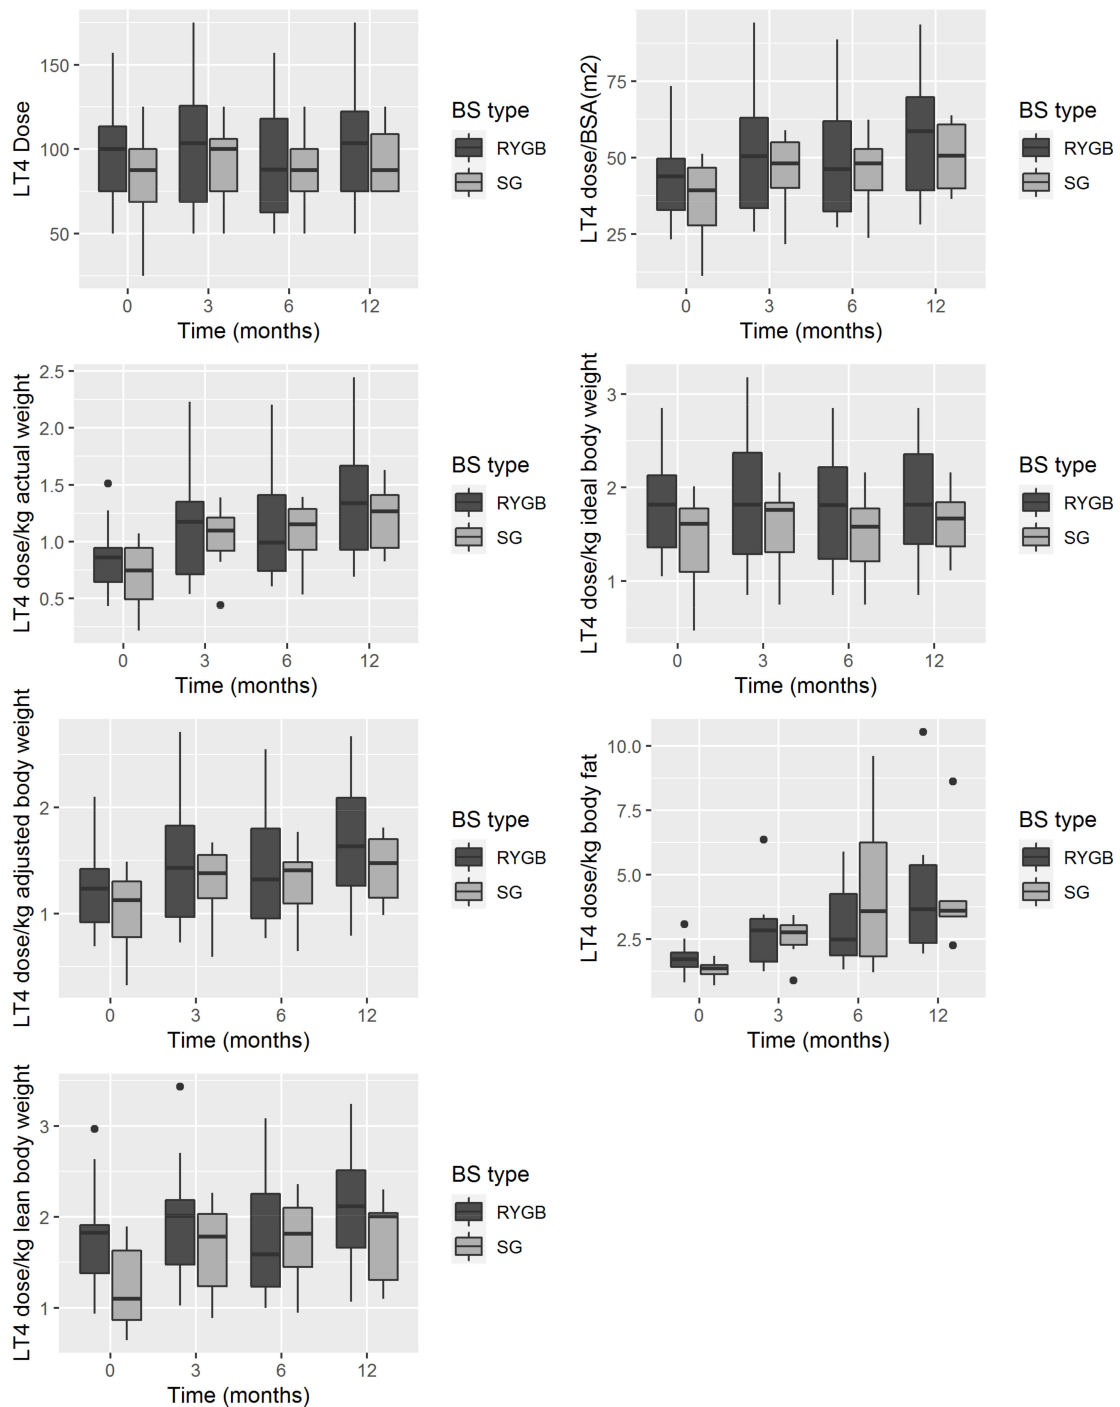 LT4 Dose
150
100
50
0
3
6
12
Time (months)
BS type
RYGB
SG
LT4 dose/BSA(m2)
75
50
25
0
3
6
12
Time (months)
BS type
RYGB
SG
LT4 dose/kg actual weight
2.5
2.0
1.5
1.0
0.5
0
3
6
12
Time (months)
BS type
RYGB
SG
LT4 dose/kg ideal body weight
3
2
1
0
3
6
12
Time (months)
BS type
RYGB
SG
LT4 dose/kg adjusted body weight
2
1
0
3
6
12
Time (months)
BS type
RYGB
SG
LT4 dose/kg body fat
10.0
7.5
5.0
2.5
0
3
6
12
Time (months)
BS type
RYGB
SG
LT4 dose/kg lean body weight
3
2
1
0
3
6
12
Time (months)
BS type
RYGB
SG